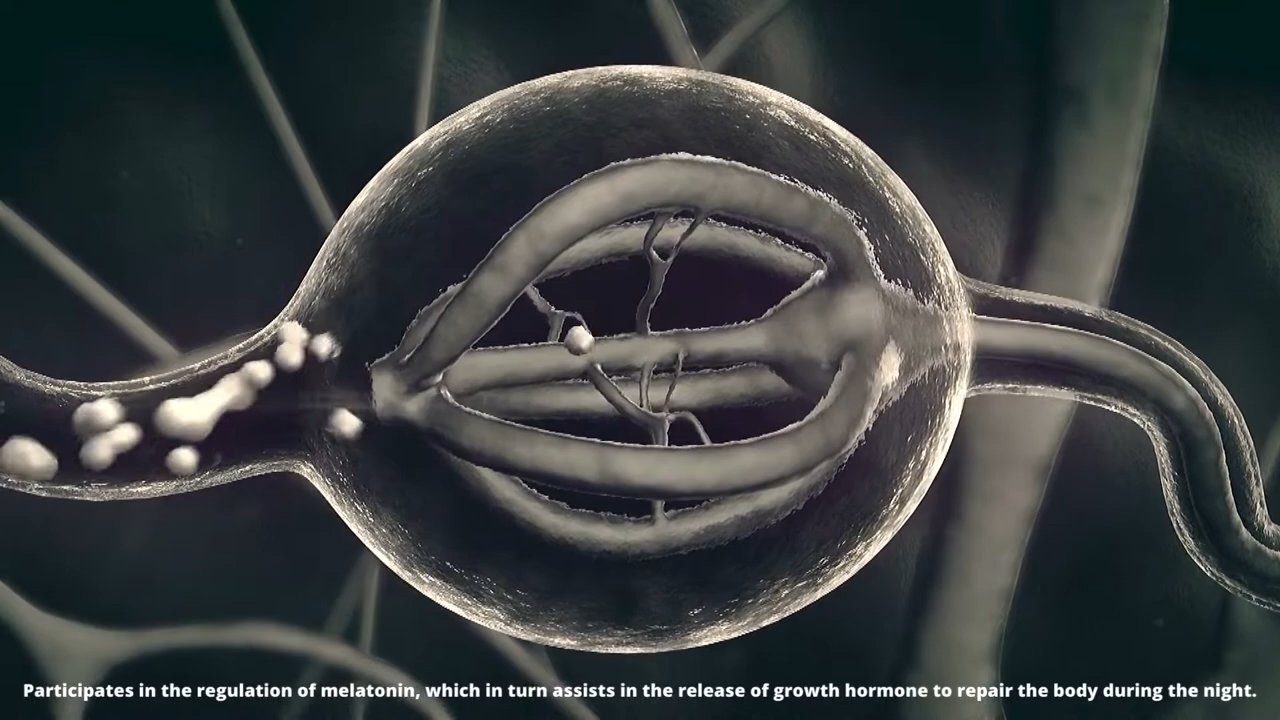 Participates in the regulation of melatonin, which in turn assists in the release of growth hormone to repair the body during the night.